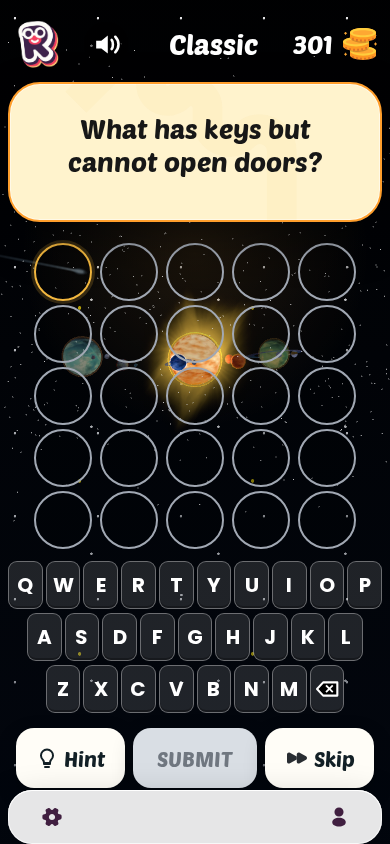 R
Classic
301
What has keys but
cannot open doors?
Q W E R T Y U I O P
A S D F G H J K L
Z X C V B N M
Hint
SUBMIT
Skip